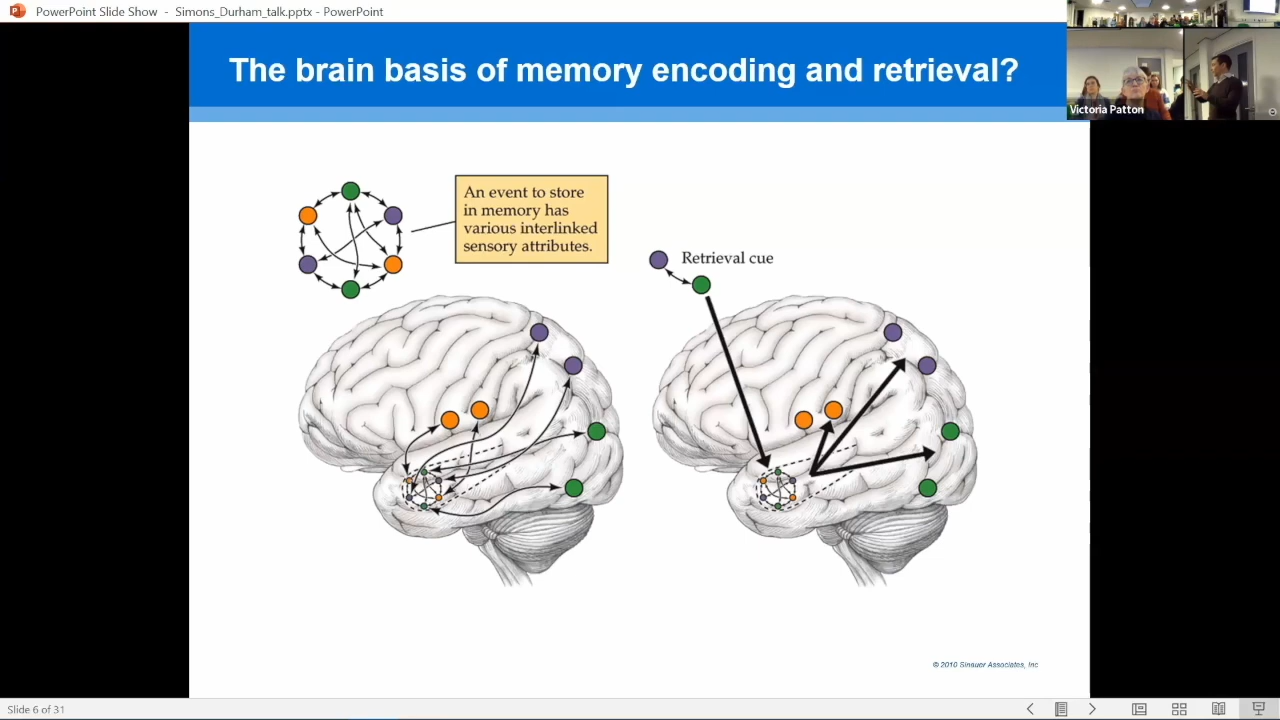 PowerPoint Slide Show - Simons_Durham_talk.pptx - PowerPoint
The brain basis of memory encoding and retrieval?
Victoria Patton
An event to store
in memory has
various interlinked
sensory attributes.
Retrieval cue
© 2010 Sinauer Associates, Inc
Slide 6 of 31